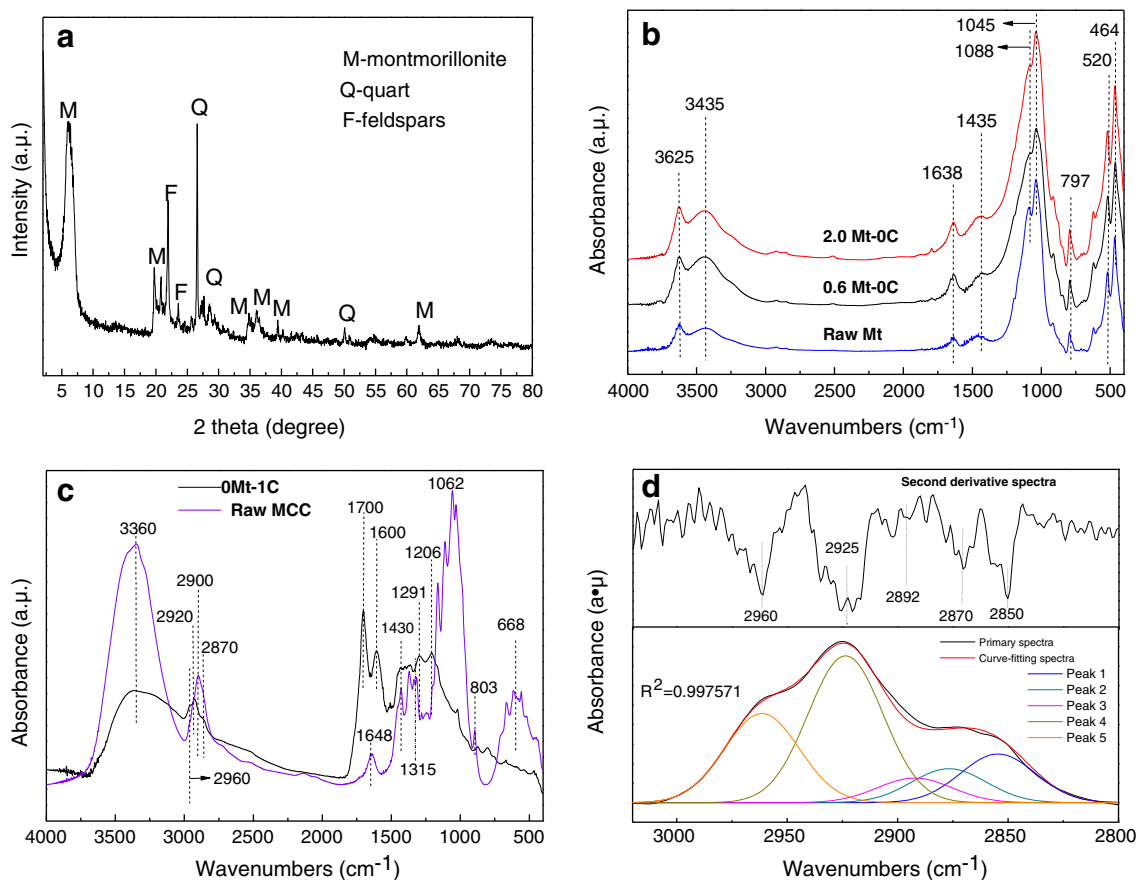 a
M-montmorillonite
Q-quart
F-feldspars
M
M
F
F
Q
Q
M
M
M
Q
M
Intensity (a.μ.)
5 10 15 20 25 30 35 40 45 50 55 60 65 70 75 80
2 theta (degree)
b
1045
1088
464
520
3435
3625
1435
1638
797
2.0 Mt-0C
0.6 Mt-0C
Raw Mt
Absorbance (a.μ.)
4000 3500 3000 2500 2000 1500 1000 500
Wavenumbers (cm-1)
c
0Mt-1C
Raw MCC
1062
1700
1600
1206
3360
2900
2920
2870
1430
1291
668
803
1648
1315
2960
Absorbance (a.μ.)
4000 3500 3000 2500 2000 1500 1000 500
Wavenumbers (cm-1)
d
Second derivative spectra
2925
2892
2960
2870
2850
Primary spectra
Curve-fitting spectra
R2=0.997571
Peak 1
Peak 2
Peak 3
Peak 4
Peak 5
Absorbance (a•μ)
3000 2950 2900 2850 2800
Wavenumbers (cm-1)